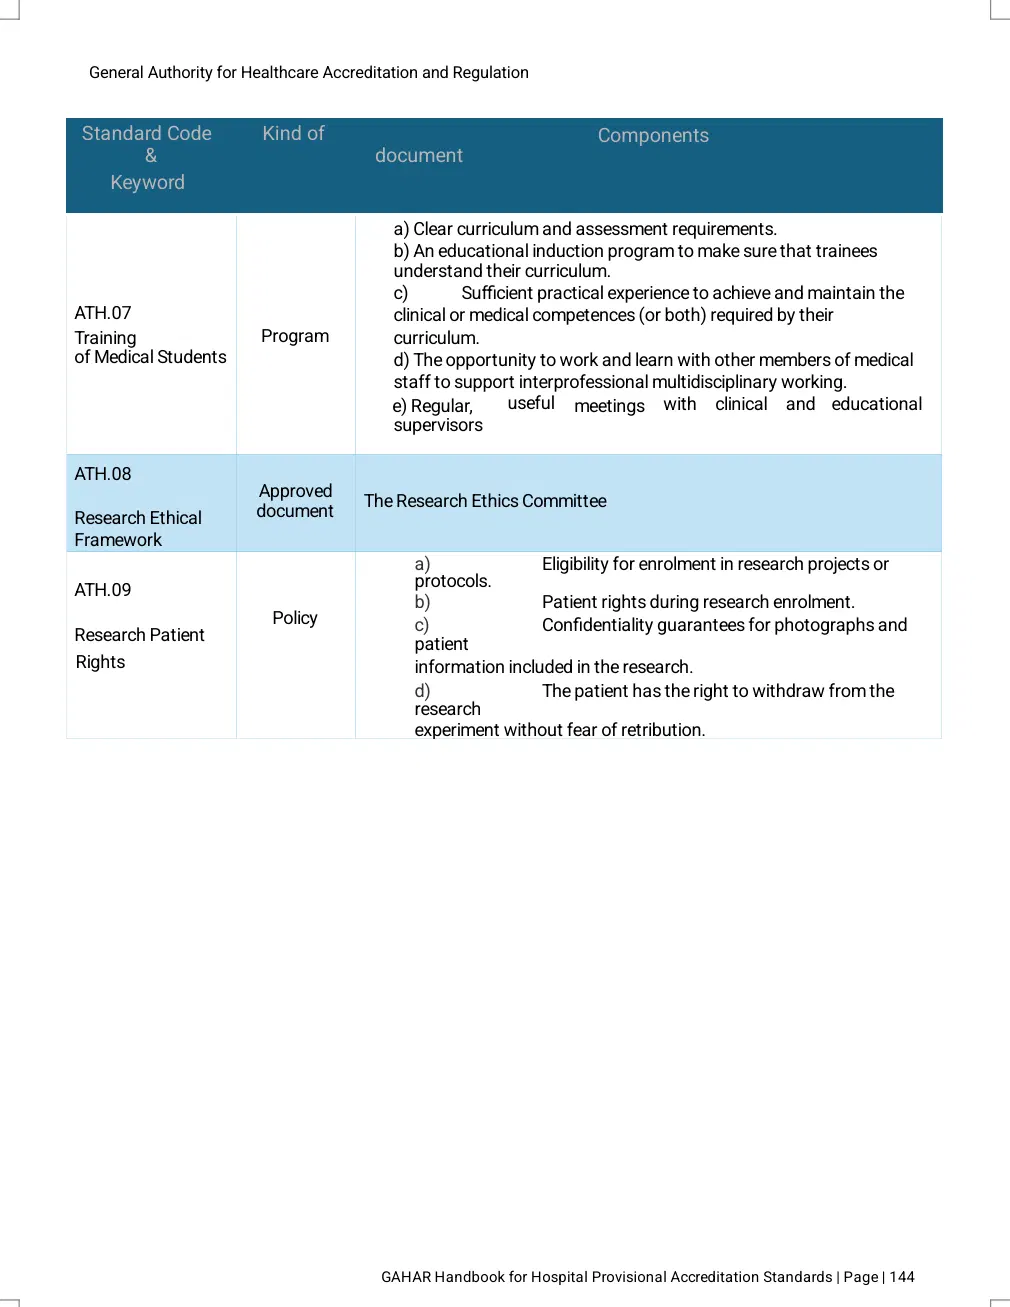 General Authority for Healthcare Accreditation and Regulation
Standard Code
&
Keyword
Kind of
document
Components
ATH.07
Training
of Medical Students
Program
a) Clear curriculum and assessment requirements.
b) An educational induction program to make sure that trainees
understand their curriculum.
c) Sufficient practical experience to achieve and maintain the
clinical or medical competences (or both) required by their
curriculum.
d) The opportunity to work and learn with other members of medical
staff to support interprofessional multidisciplinary working.
e) Regular, useful meetings with clinical and educational
supervisors
ATH.08
Research Ethical
Framework
Approved
document
The Research Ethics Committee
ATH.09
Research Patient
Rights
Policy
a) Eligibility for enrolment in research projects or
protocols.
b) Patient rights during research enrolment.
c) Confidentiality guarantees for photographs and
patient
information included in the research.
d) The patient has the right to withdraw from the
research
experiment without fear of retribution.
GAHAR Handbook for Hospital Provisional Accreditation Standards | Page | 144